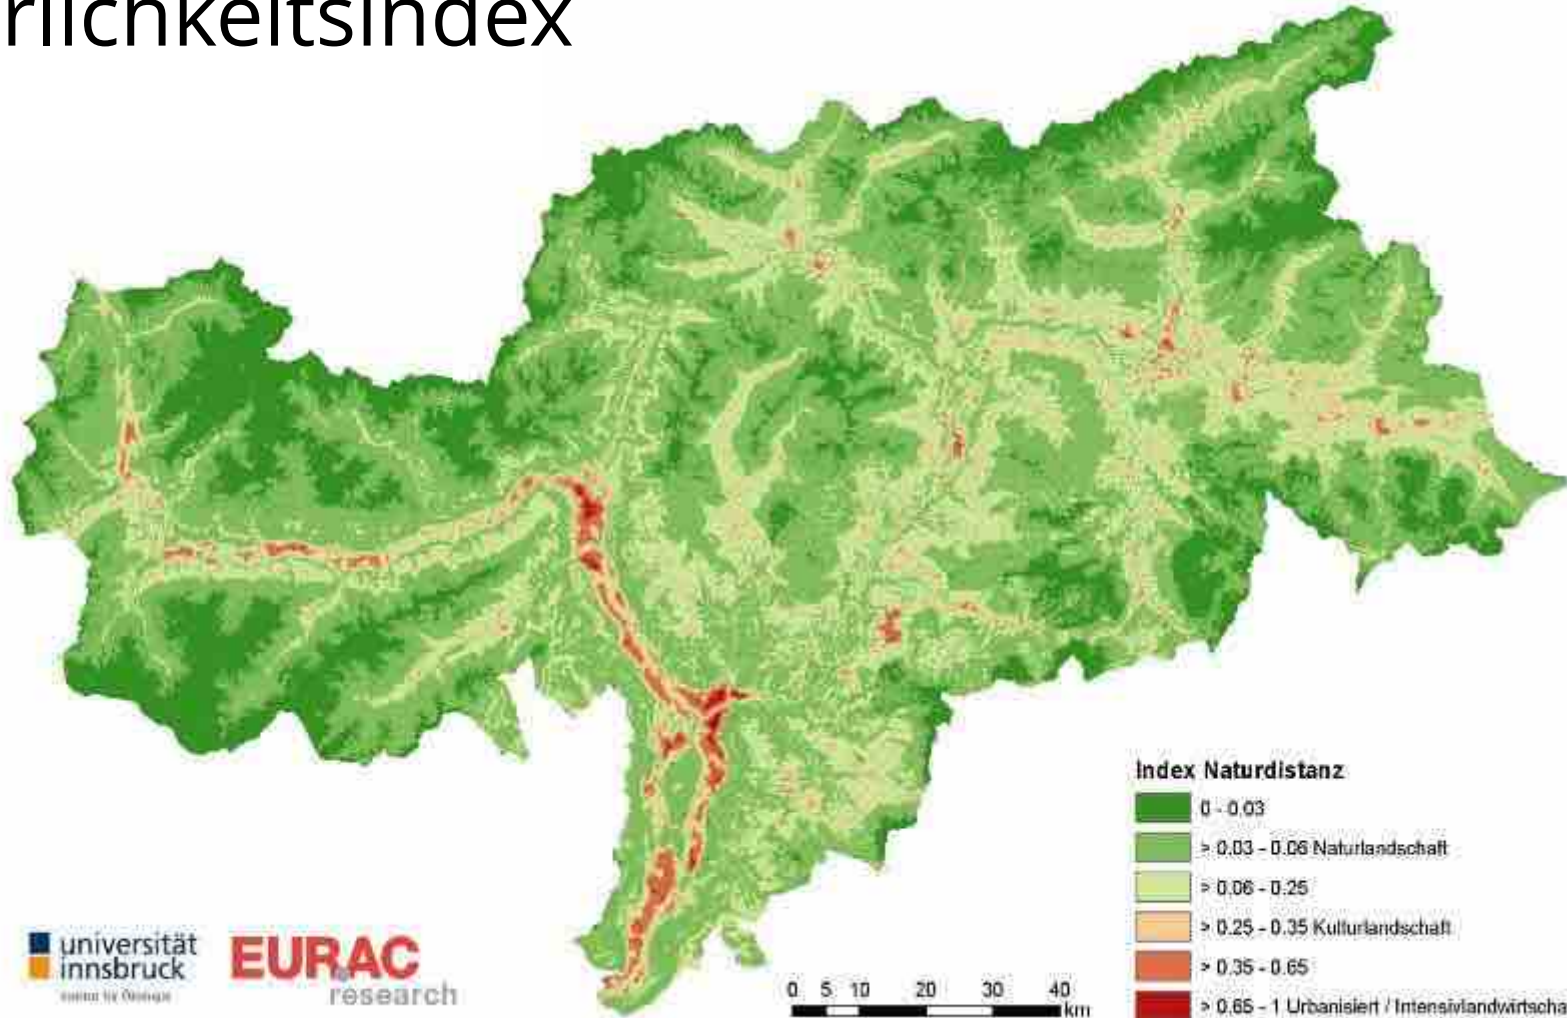 rlichkeitsindex
Index Naturdistanz
0 - 0.03
> 0.03 - 0.06 Naturlandschaft
> 0.06 - 0.25
> 0.25 - 0.35 Kulturlandschaft
> 0.35 - 0.65
> 0.65 - 1 Urbanisiert / Intensivlandwirtscha
universität
innsbruck
EURAC
research
0 5 10 20 30 40
km